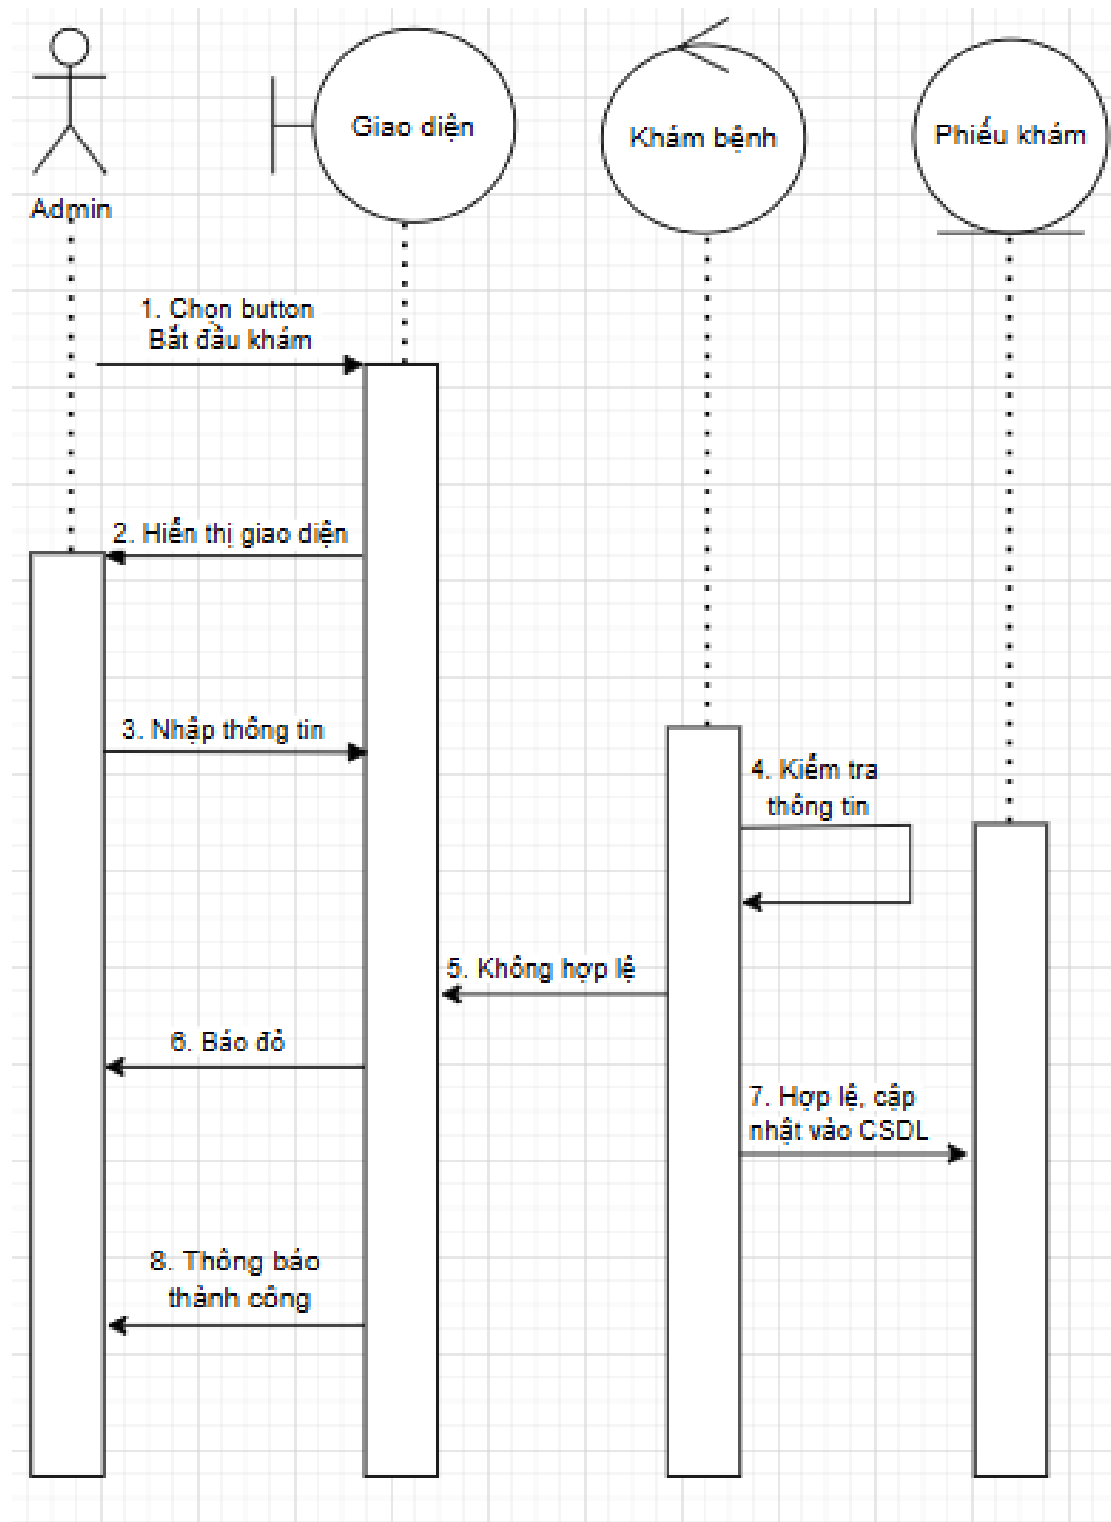 Giao diện
Khám bệnh
Phiếu khám
Admin
1. Chọn button
Bắt đầu khám
2. Hiển thị giao diện
3. Nhập thông tin
4. Kiểm tra
thông tin
5. Không hợp lệ
6. Báo đỏ
7. Hợp lệ, cập
nhật vào CSDL
8. Thông báo
thành công